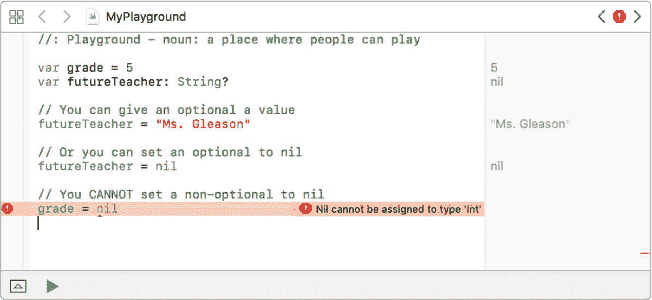 MyPlayground
//: Playground - noun: a place where people can play
var grade = 5 5
var futureTeacher: String? nil
// You can give an optional a value
futureTeacher = "Ms. Gleason" "Ms. Gleason"
// Or you can set an optional to nil
futureTeacher = nil nil
// You CANNOT set a non-optional to nil
grade = nil Nil cannot be assigned to type 'Int'